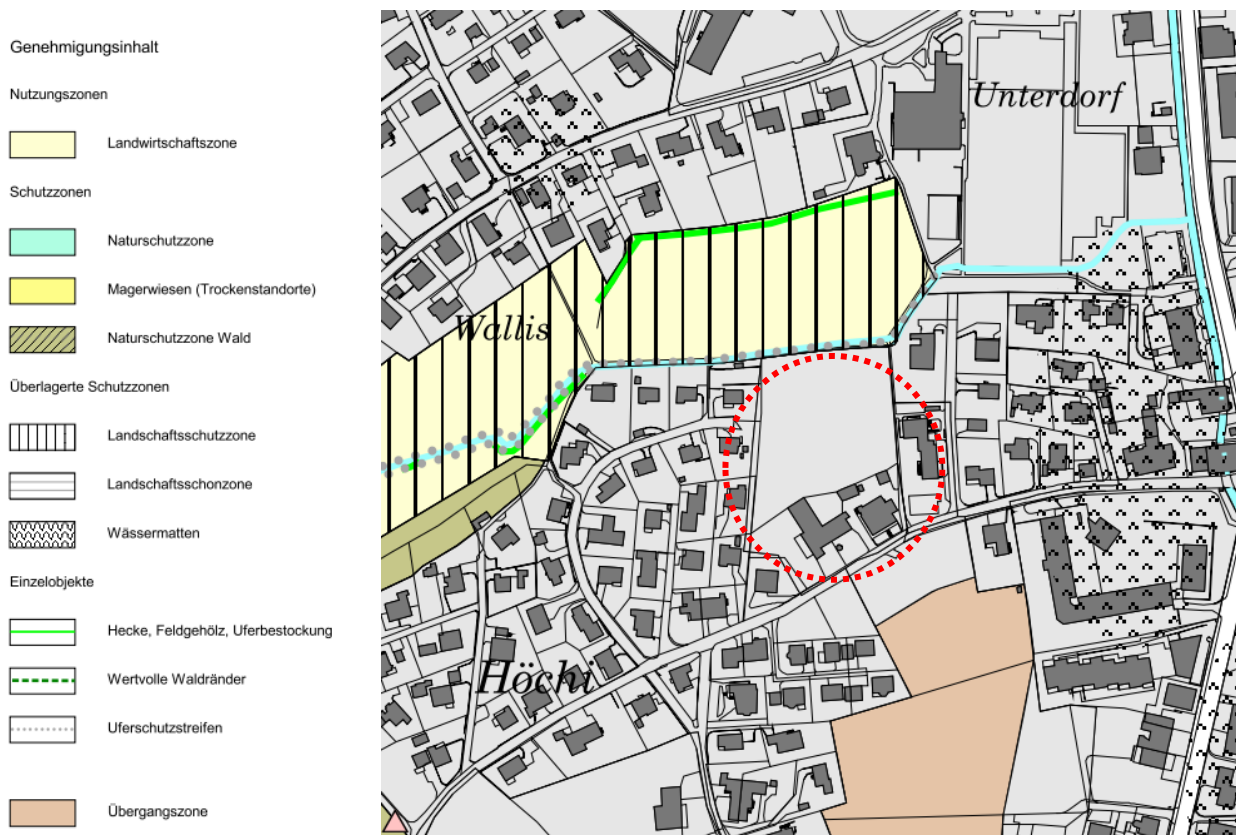 Genehmigungsinhalt
Nutzungszonen
Landwirtschaftszone
Schutzzonen
Naturschutzzone
Magerwiesen (Trockenstandorte)
Naturschutzzone Wald
Überlagerte Schutzzonen
Landschaftsschutzzone
Landschaftsschonzone
Wässermatten
Einzelobjekte
Hecke, Feldgehölz, Uferbestockung
Wertvolle Waldränder
Uferschutzstreifen
Übergangszone
Unterdorf
Wallis
Höchi